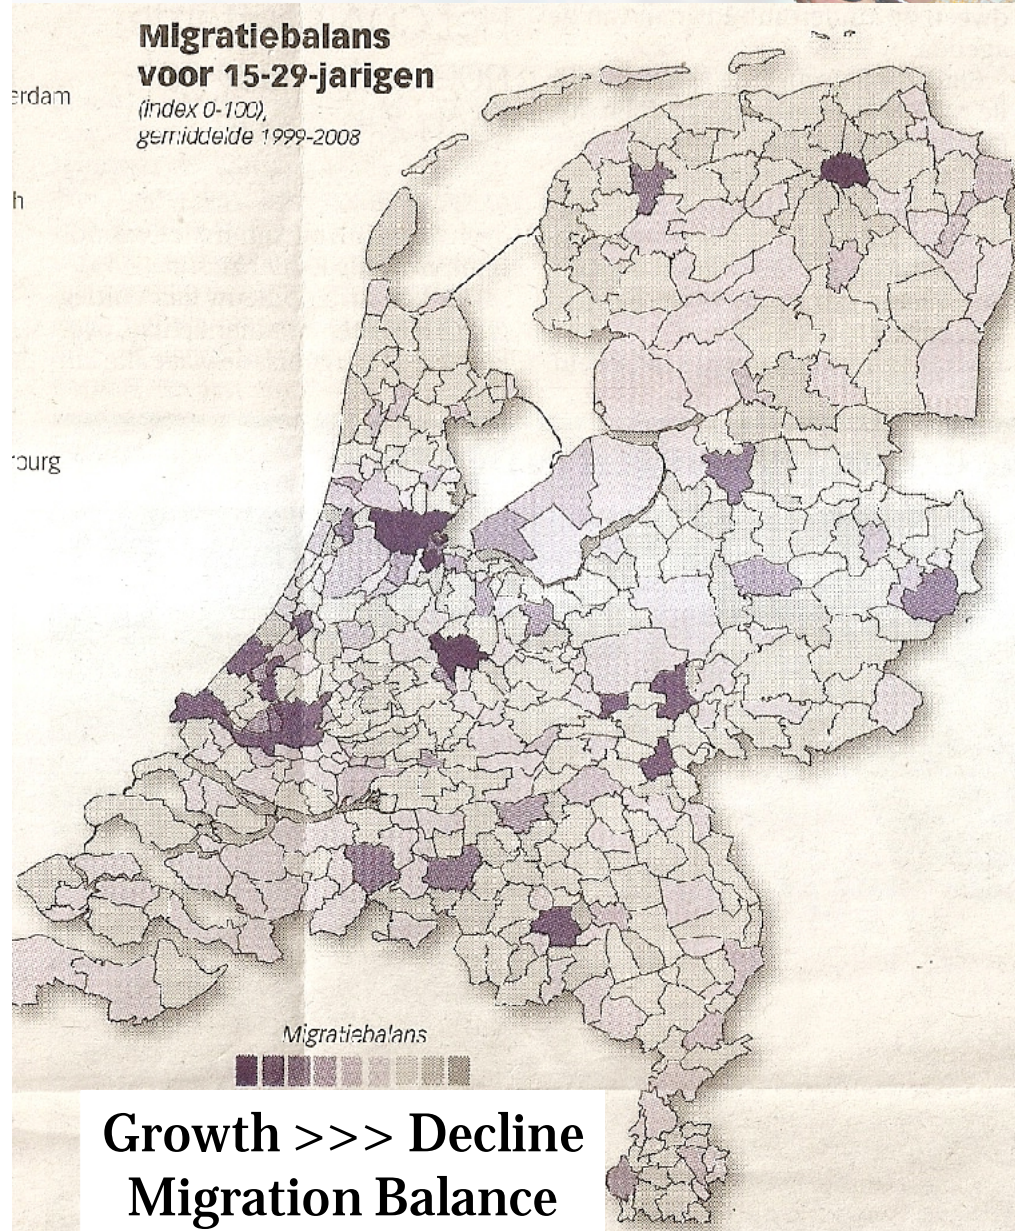 Migratiebalans
voor 15-29-jarigen
(index 0-100),
gemiddelde 1999-2008
erdam
h
burg
Migratiebalans
Growth >>> Decline
Migration Balance